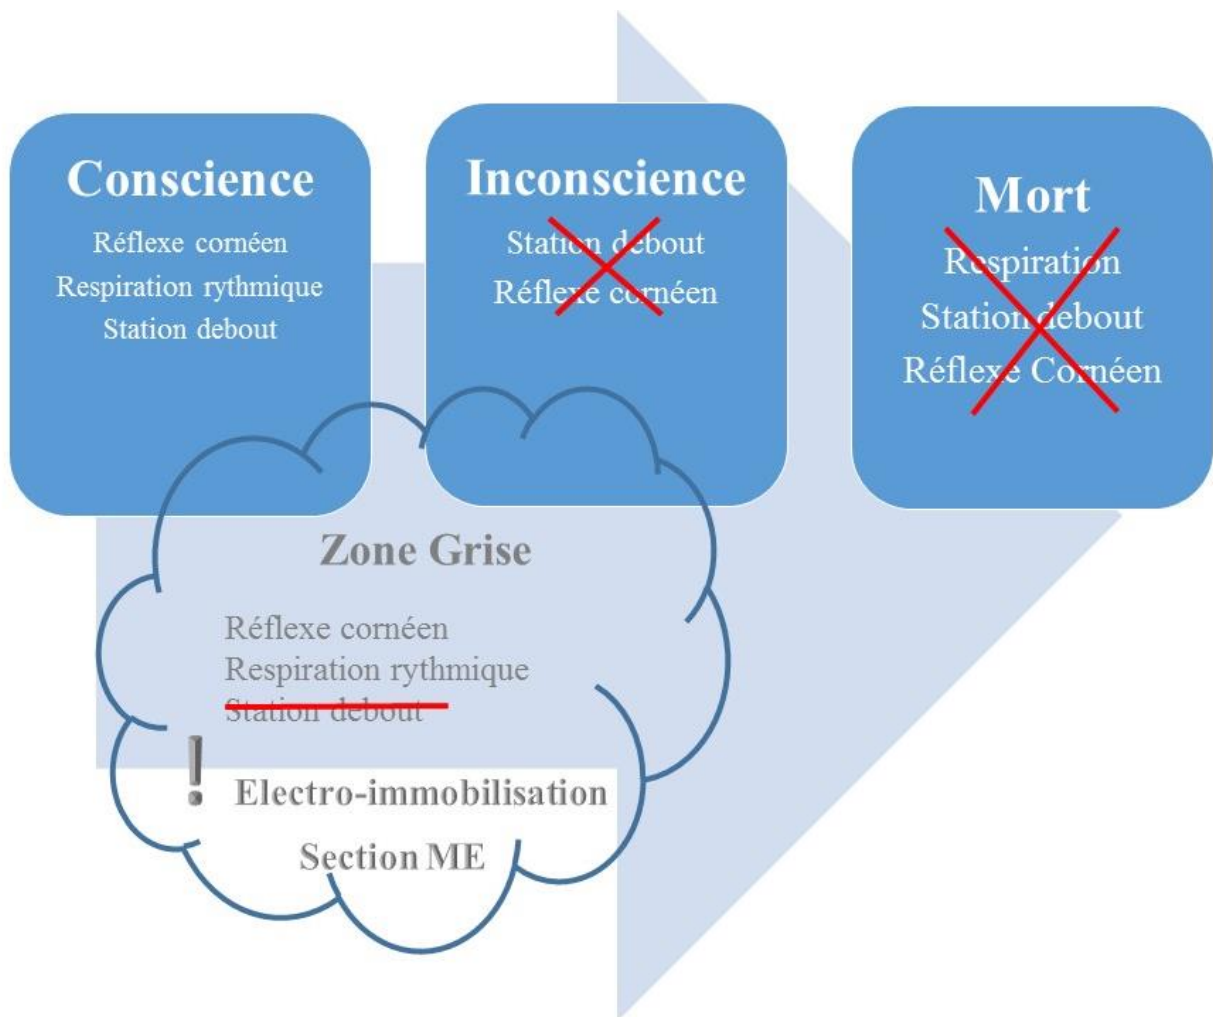 Conscience
Réflexe cornéen
Respiration rythmique
Station debout
Inconscience
Station debout
Réflexe cornéen
Mort
Respiration
Station debout
Réflexe Cornéen
Zone Grise
Réflexe cornéen
Respiration rythmique
Station debout
! Electro-immobilisation
Section ME